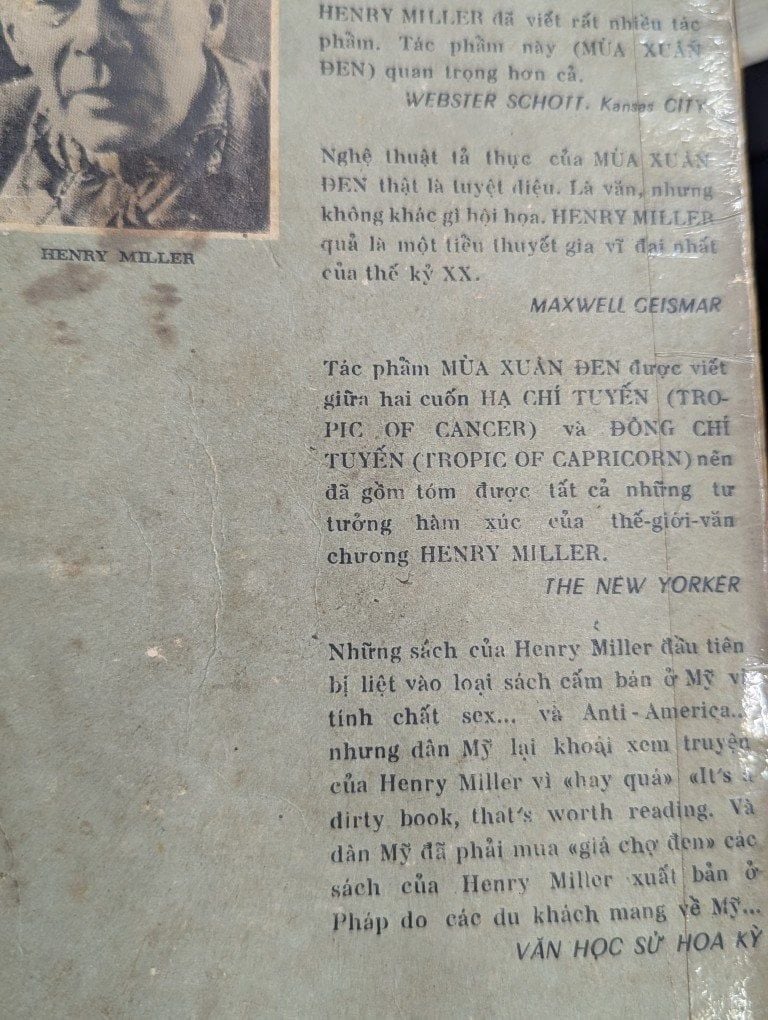 HENRY MILLER
HENRY MILLER đã viết rất nhiều tác
phẩm. Tác phẩm này (MÙA XUÂN
ĐEN) quan trọng hơn cả.
WEBSTER SCHOTT. Kansas CITY
Nghệ thuật tả thực của MÙA XUÂN
ĐEN thật là tuyệt diệu. Là văn, nhưng
không khác gì hội họa. HENRY MILLER
quả là một tiểu thuyết gia vĩ đại nhất
của thế kỷ XX.
MAXWELL GEISMAR
Tác phẩm MÙA XUÂN ĐEN được viết
giữa hai cuốn HẠ CHÍ TUYẾN (TRO-
PIC OF CANCER) và ĐÔNG CHÍ
TUYẾN (TROPIC OF CAPRICORN) nên
đã gồm tóm được tất cả những tư
tưởng hàm xúc của thế-giới-văn
chương HENRY MILLER.
THE NEW YORKER
Những sách của Henry Miller đầu tiên
bị liệt vào loại sách cấm bán ở Mỹ vì
tính chất sex... và Anti-America..
nhưng dân Mỹ lại khoái xem truyện
của Henry Miller vì «hay quá» «It's a
dirty book, that's worth reading. Và
dân Mỹ đã phải mua «giá chợ đen» các
sách của Henry Miller xuất bản ở
Pháp do các du khách mang về Mỹ...
VĂN HỌC SỬ HOA KỲ